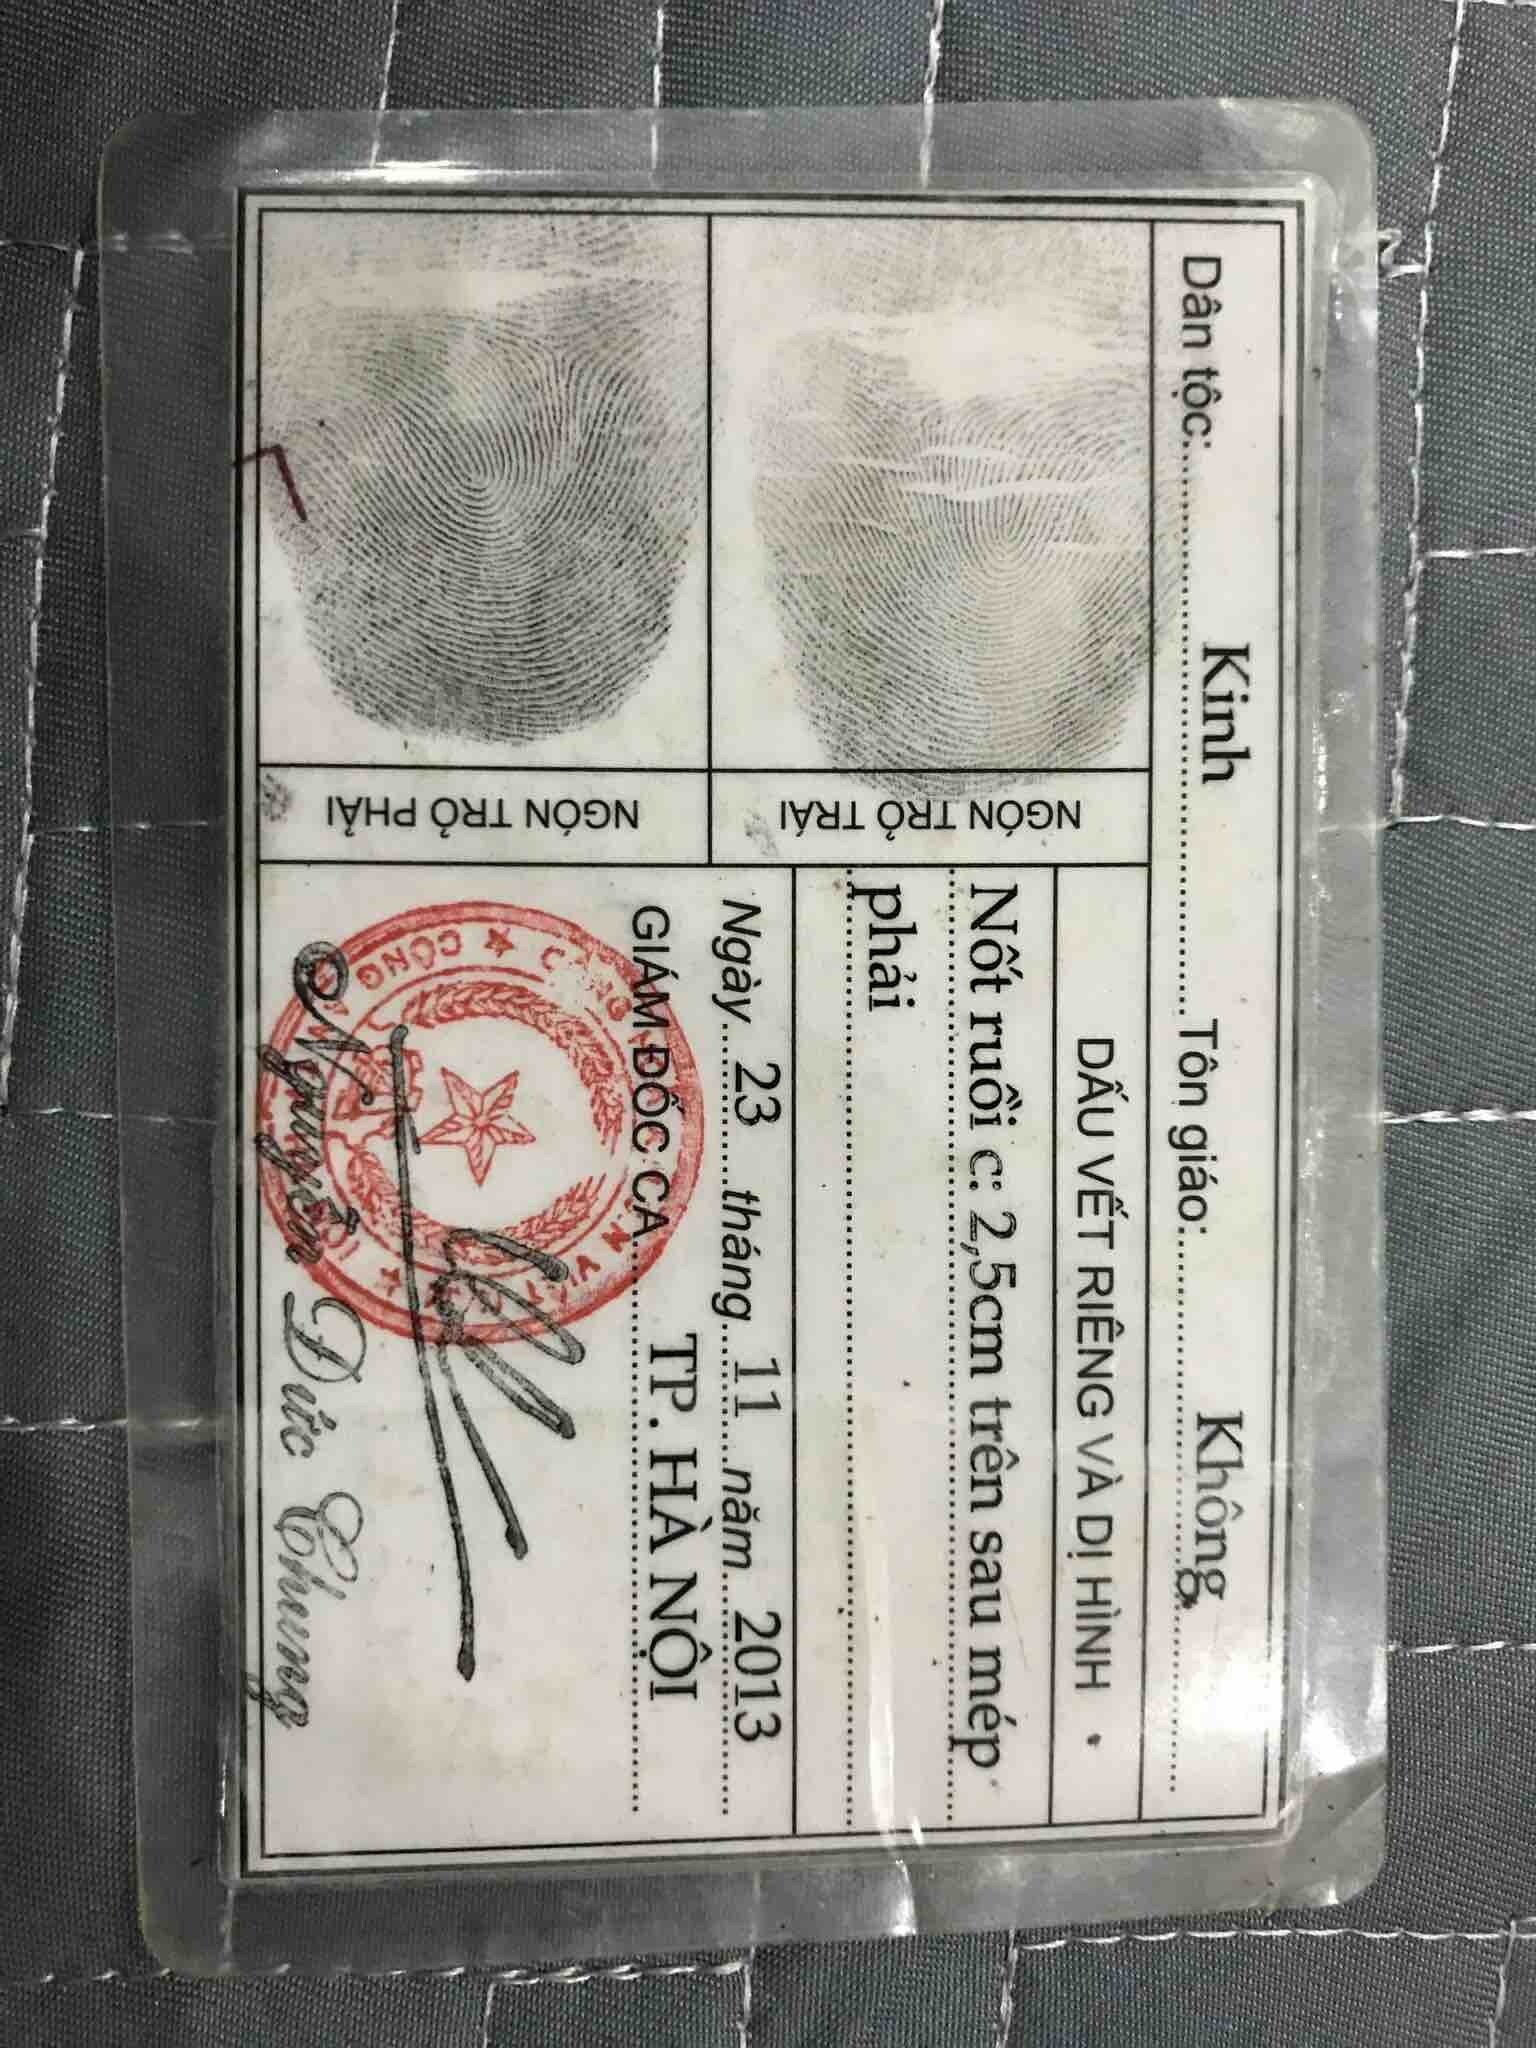 Dân tộc: Kinh Tôn giáo: Không
NGÓN TRỎ TRÁI
NGÓN TRỎ PHẢI
DẤU VẾT RIÊNG VÀ DỊ HÌNH
Nốt ruồi c: 2,5cm trên sau mép
phải
Ngày 23 tháng 11 năm 2013
GIÁM ĐỐC CA TP. HÀ NỘI
Nguyễn Đức Chung